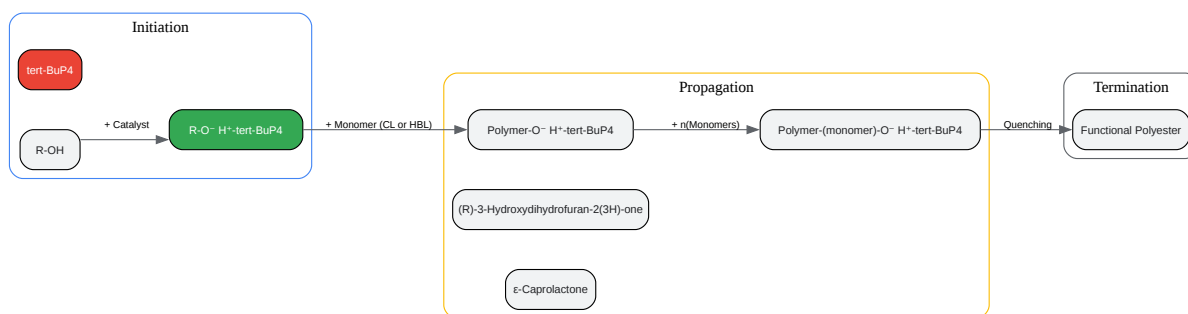 Initiation
tert-BuP4
R-OH
+ Catalyst
R-O⁻ H⁺-tert-BuP4
+ Monomer (CL or HBL)
Propagation
Polymer-O⁻ H⁺-tert-BuP4
+ n(Monomers)
Polymer-(monomer)-O⁻ H⁺-tert-BuP4
(R)-3-Hydroxydihydrofuran-2(3H)-one
ε-Caprolactone
Quenching
Termination
Functional Polyester